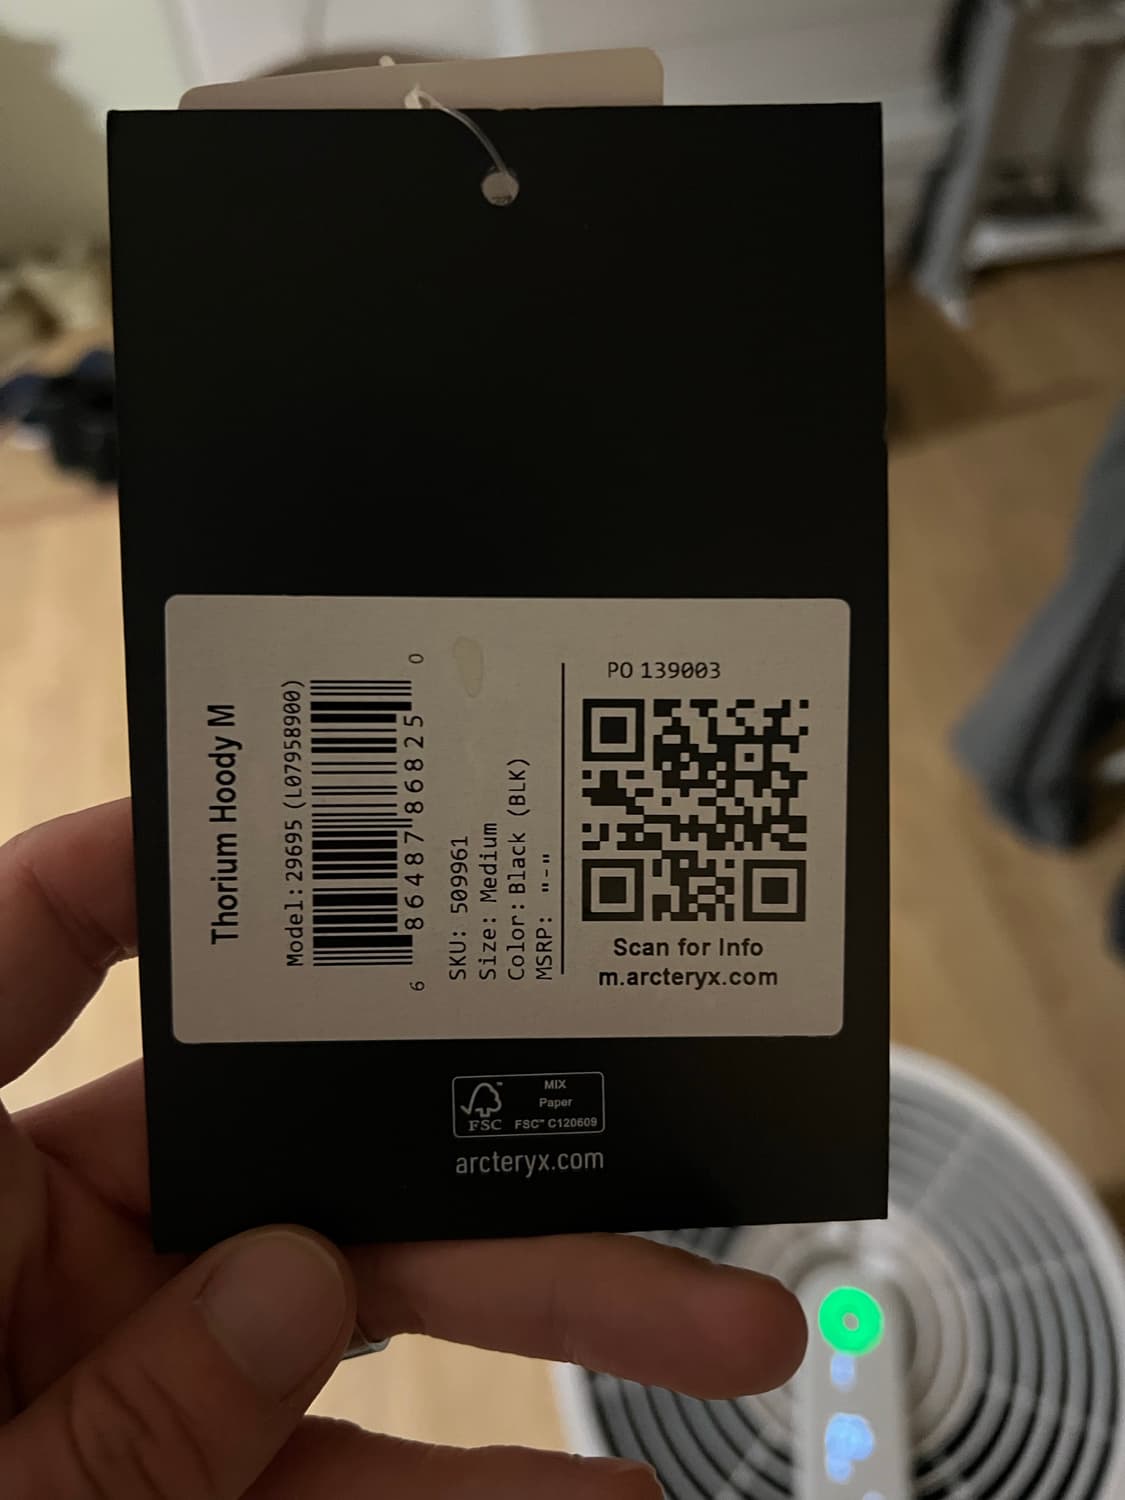 Thorium Hoody M
Model: 29695 (L07958900)
6 86487 86825 0
SKU: 509961
Size: Medium
Color: Black (BLK)
MSRP: "-"
PO 139003
Scan for Info
m.arcteryx.com
FSC™
MIX
Paper
FSC™ C120609
arcteryx.com